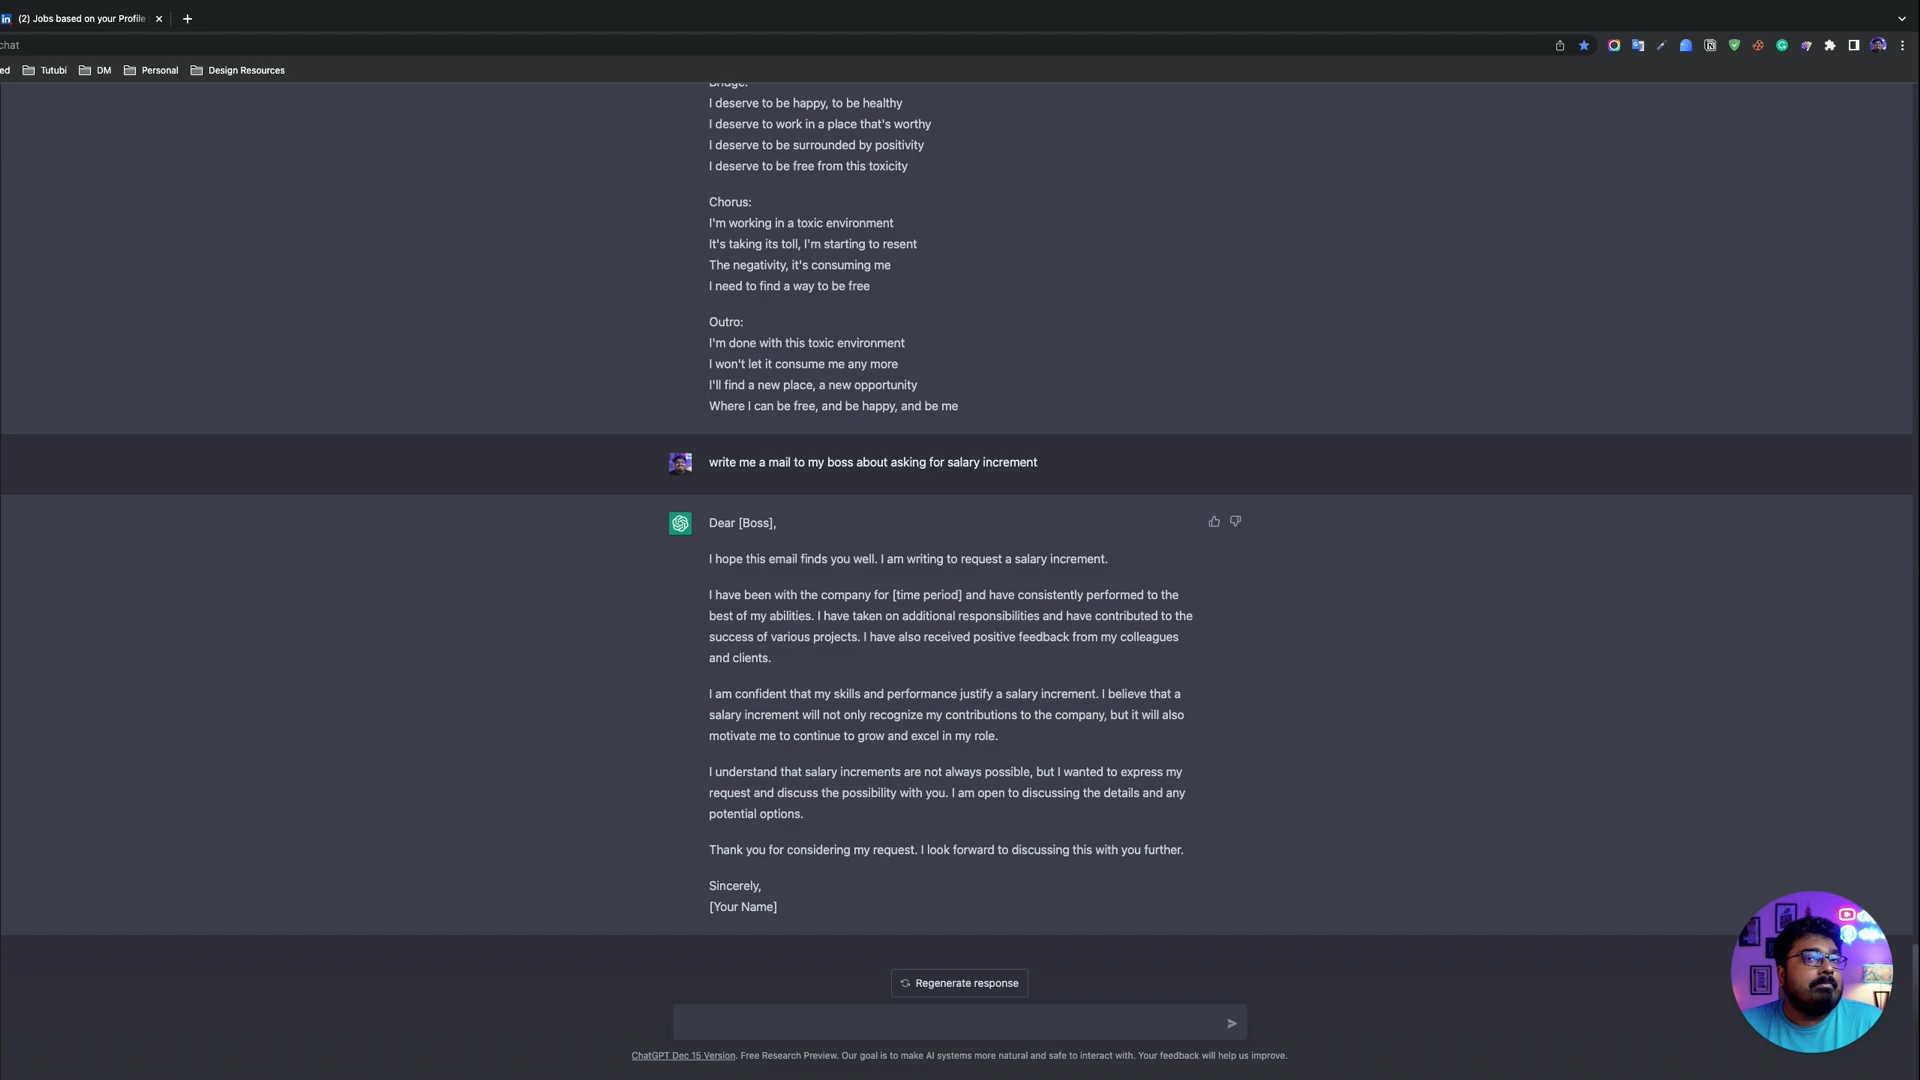 (2) Jobs based on your Profile
chat
ed Tutubi DM Personal Design Resources
Bridge:
I deserve to be happy, to be healthy
I deserve to work in a place that's worthy
I deserve to be surrounded by positivity
I deserve to be free from this toxicity
Chorus:
I'm working in a toxic environment
It's taking its toll, I'm starting to resent
The negativity, it's consuming me
I need to find a way to be free
Outro:
I'm done with this toxic environment
I won't let it consume me any more
I'll find a new place, a new opportunity
Where I can be free, and be happy, and be me
write me a mail to my boss about asking for salary increment
Dear [Boss],
I hope this email finds you well. I am writing to request a salary increment.
I have been with the company for [time period] and have consistently performed to the
best of my abilities. I have taken on additional responsibilities and have contributed to the
success of various projects. I have also received positive feedback from my colleagues
and clients.
I am confident that my skills and performance justify a salary increment. I believe that a
salary increment will not only recognize my contributions to the company, but it will also
motivate me to continue to grow and excel in my role.
I understand that salary increments are not always possible, but I wanted to express my
request and discuss the possibility with you. I am open to discussing the details and any
potential options.
Thank you for considering my request. I look forward to discussing this with you further.
Sincerely,
[Your Name]
Regenerate response
ChatGPT Dec 15 Version. Free Research Preview. Our goal is to make AI systems more natural and safe to interact with. Your feedback will help us improve.